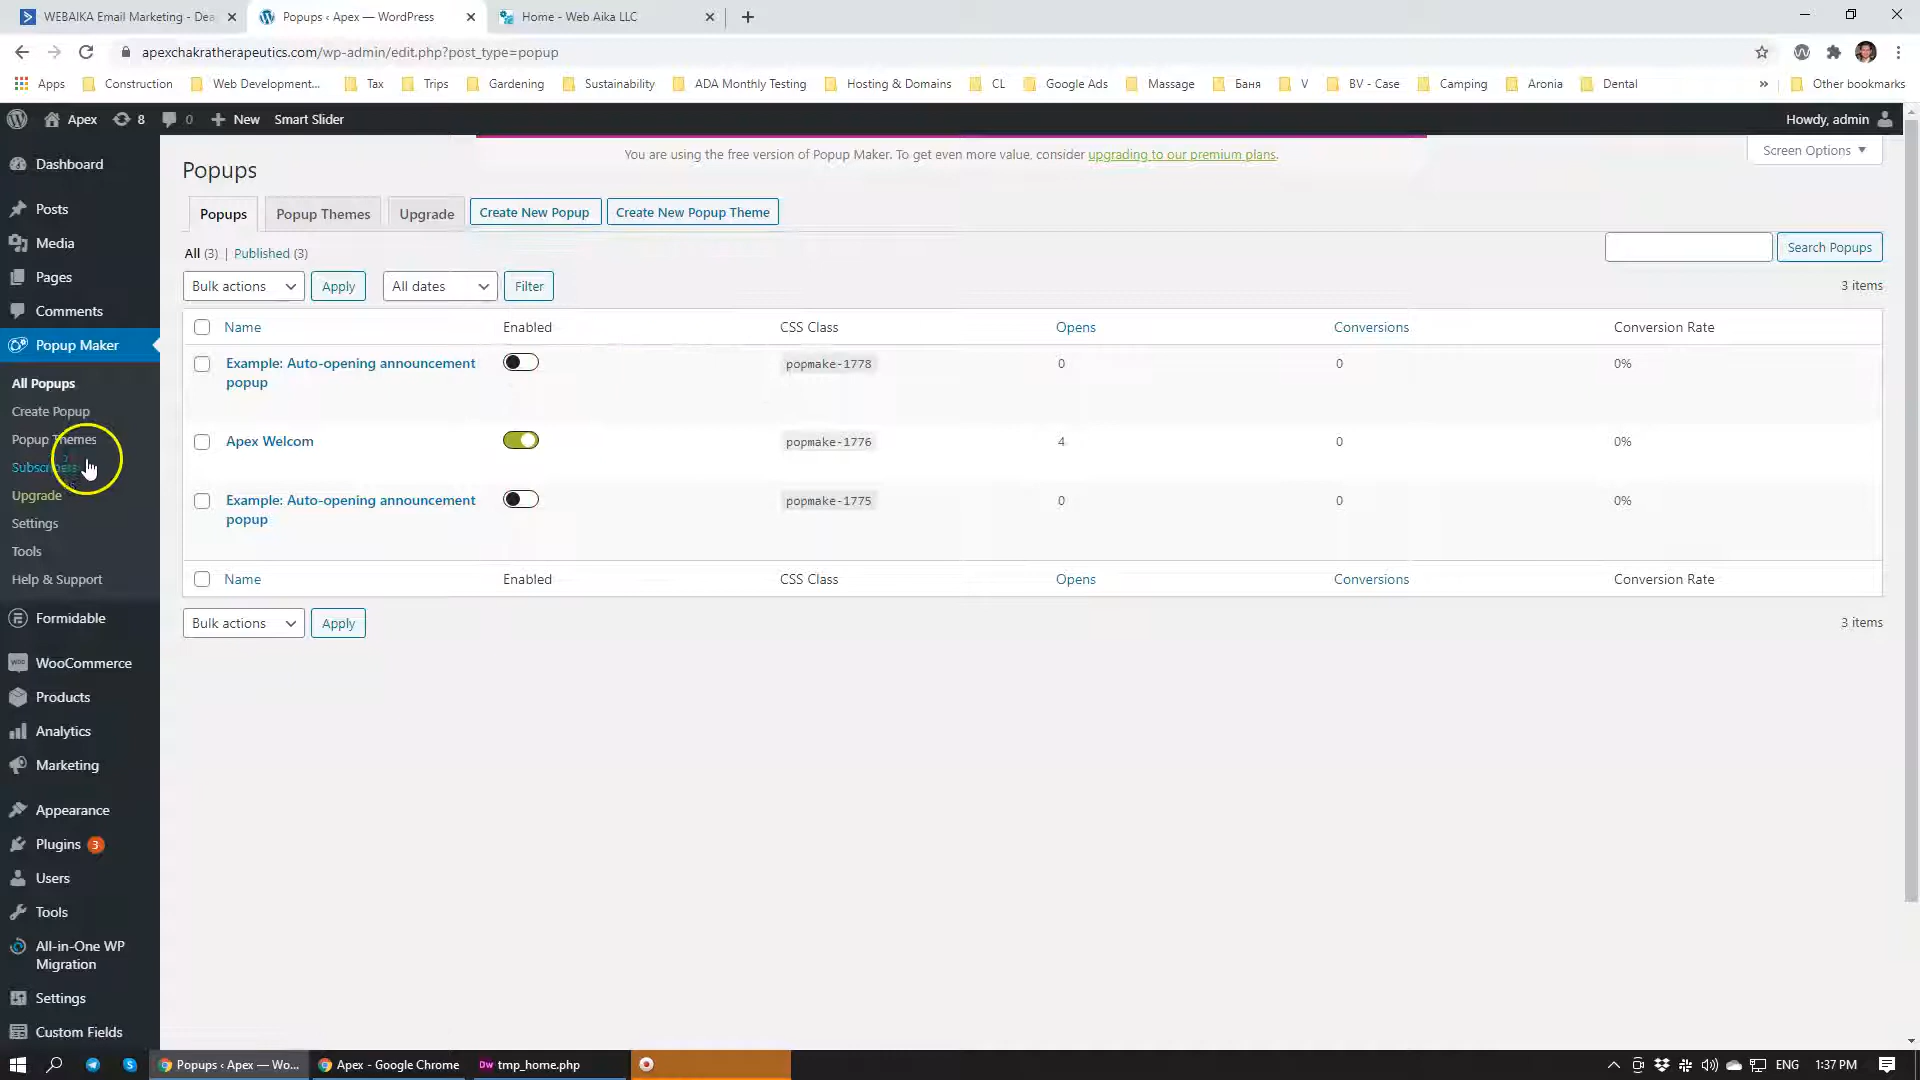 WEBAIKA Email Marketing - Dea
Popups ‹ Apex — WordPress
Home - Web Aika LLC
apexchakratherapeutics.com/wp-admin/edit.php?post_type=popup
Apps
Construction
Web Development...
Tax
Trips
Gardening
Sustainability
ADA Monthly Testing
Hosting & Domains
CL
Google Ads
Massage
Баня
V
BV - Case
Camping
Aronia
Dental
»
Other bookmarks
Apex
8
0
New
Smart Slider
Howdy, admin
Dashboard
Posts
Media
Pages
Comments
Popup Maker
All Popups
Create Popup
Popup Themes
Subscribers
Upgrade
Settings
Tools
Help & Support
Formidable
WooCommerce
Products
Analytics
Marketing
Appearance
Plugins 3
Users
Tools
All-in-One WP
Migration
Settings
Custom Fields
You are using the free version of Popup Maker. To get even more value, consider upgrading to our premium plans.
Screen Options
Popups
Popups
Popup Themes
Upgrade
Create New Popup
Create New Popup Theme
All (3) | Published (3)
Search Popups
Bulk actions
Apply
All dates
Filter
3 items
Name Enabled CSS Class Opens Conversions Conversion Rate
Example: Auto-opening announcement popmake-1778 0 0 0%
popup
Apex Welcom popmake-1776 4 0 0%
Example: Auto-opening announcement popmake-1775 0 0 0%
popup
Name Enabled CSS Class Opens Conversions Conversion Rate
Bulk actions
Apply
3 items
Popups ‹ Apex — Wo...
Apex - Google Chrome
Dw tmp_home.php
ENG
1:37 PM